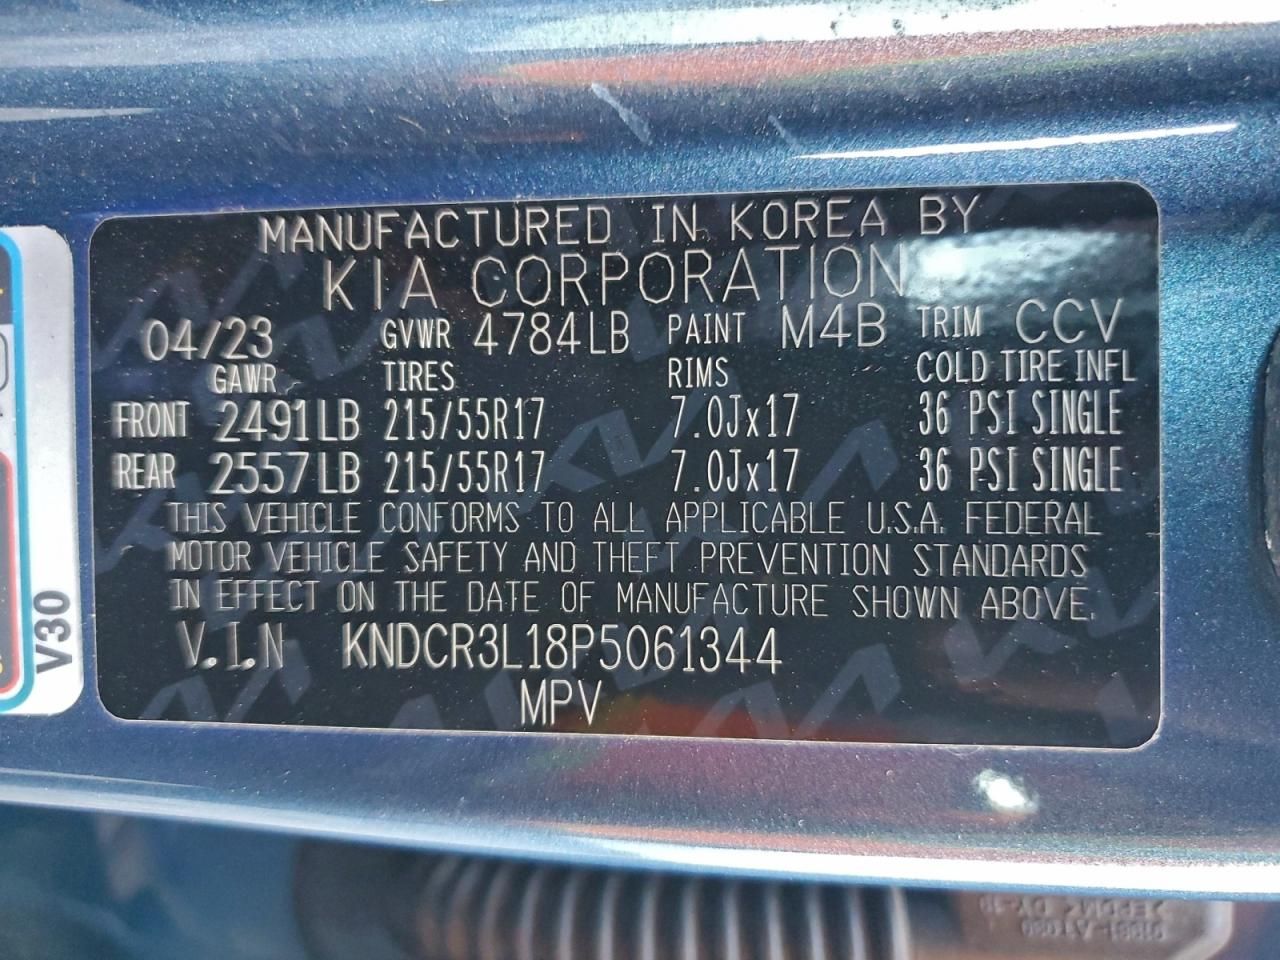 MANUFACTURED IN KOREA BY
KIA CORPORATION
04/23 GVWR 4784LB PAINT M4B TRIM CCV
GAWR TIRES RIMS COLD TIRE INFL
FRONT 2491LB 215/55R17 7.0Jx17 36 PSI SINGLE
REAR 2557LB 215/55R17 7.0Jx17 36 PSI SINGLE
THIS VEHICLE CONFORMS TO ALL APPLICABLE U.S.A. FEDERAL
MOTOR VEHICLE SAFETY AND THEFT PREVENTION STANDARDS
IN EFFECT ON THE DATE OF MANUFACTURE SHOWN ABOVE.
V.I.N KNDCR3L18P5061344
MPV
V30